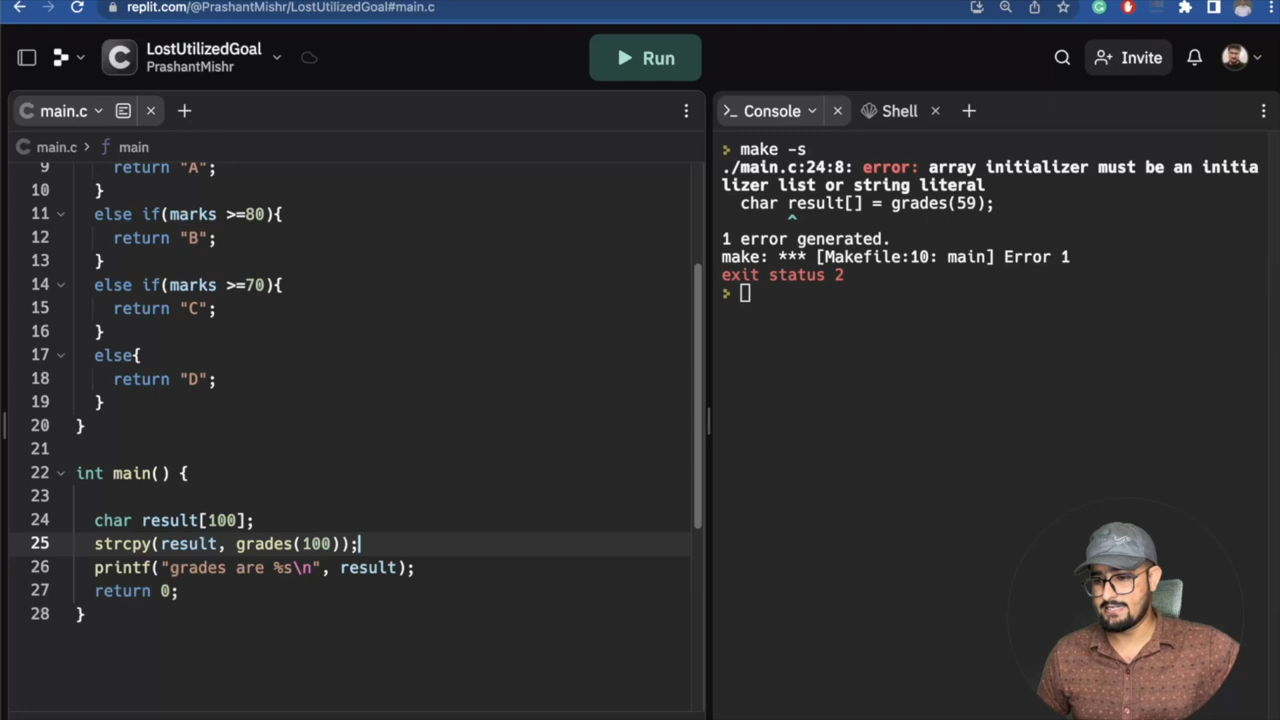 replit.com/@PrashantMishr/LostUtilizedGoal#main.c
LostUtilizedGoal
PrashantMishr
Run
Invite
main.c
main.c > main
9 return "A";
10 }
11 else if(marks >=80){
12 return "B";
13 }
14 else if(marks >=70){
15 return "C";
16 }
17 else{
18 return "D";
19 }
20 }
21
22 int main() {
23
24 char result[100];
25 strcpy(result, grades(100));
26 printf("grades are %s\n", result);
27 return 0;
28 }
Console
Shell
make -s
./main.c:24:8: error: array initializer must be an initia
lizer list or string literal
char result[] = grades(59);
^
1 error generated.
make: *** [Makefile:10: main] Error 1
exit status 2